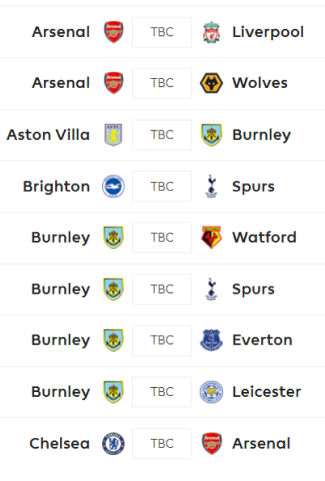 Arsenal TBC Liverpool
Arsenal TBC Wolves
Aston Villa TBC Burnley
Brighton TBC Spurs
Burnley TBC Watford
Burnley TBC Spurs
Burnley TBC Everton
Burnley TBC Leicester
Chelsea TBC Arsenal